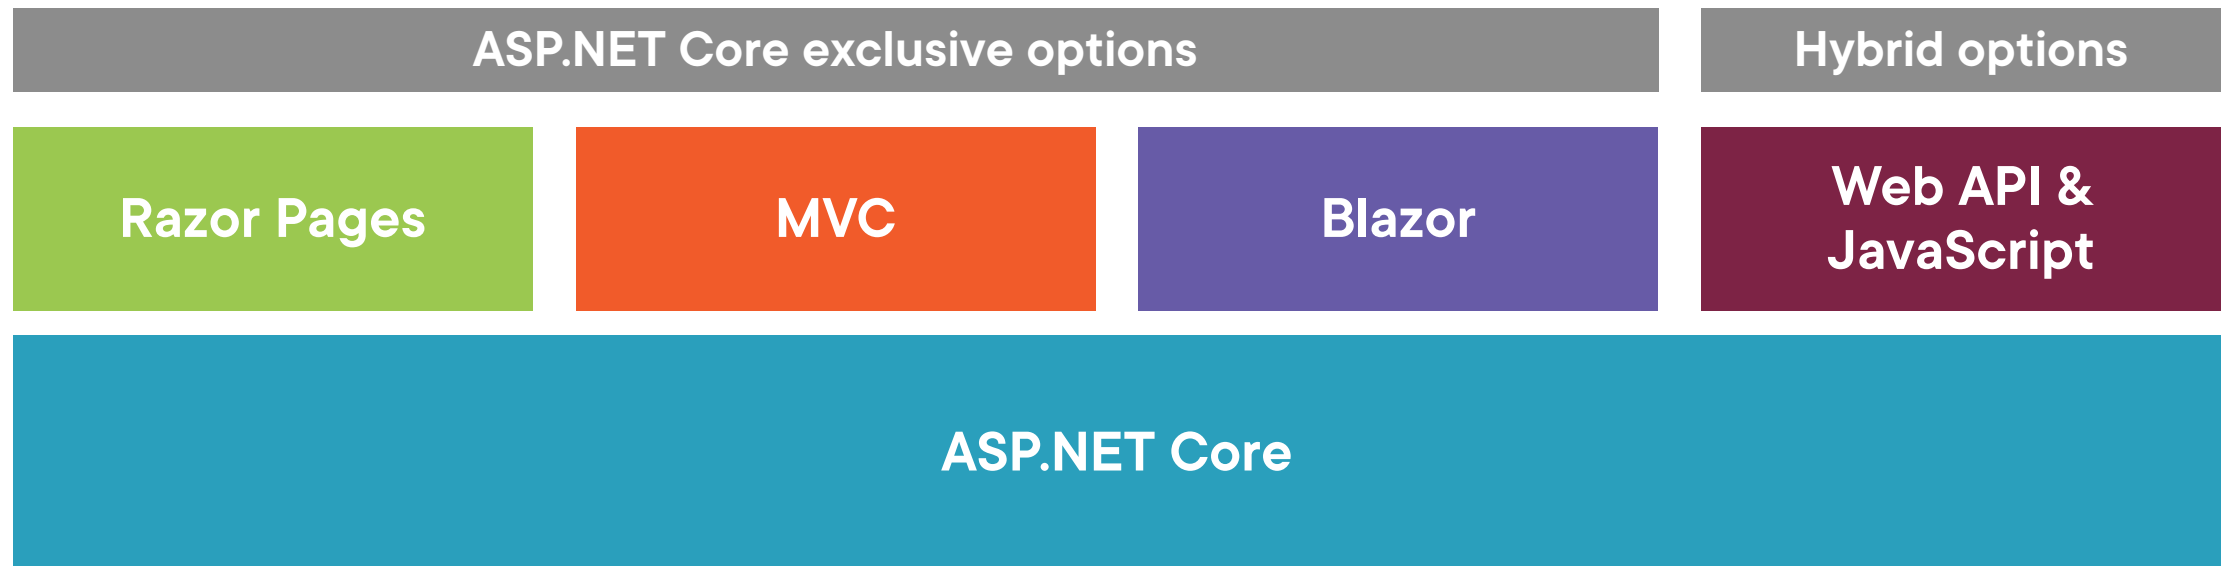 ASP.NET Core exclusive options
Hybrid options
Razor Pages
MVC
Blazor
Web API &
JavaScript
ASP.NET Core